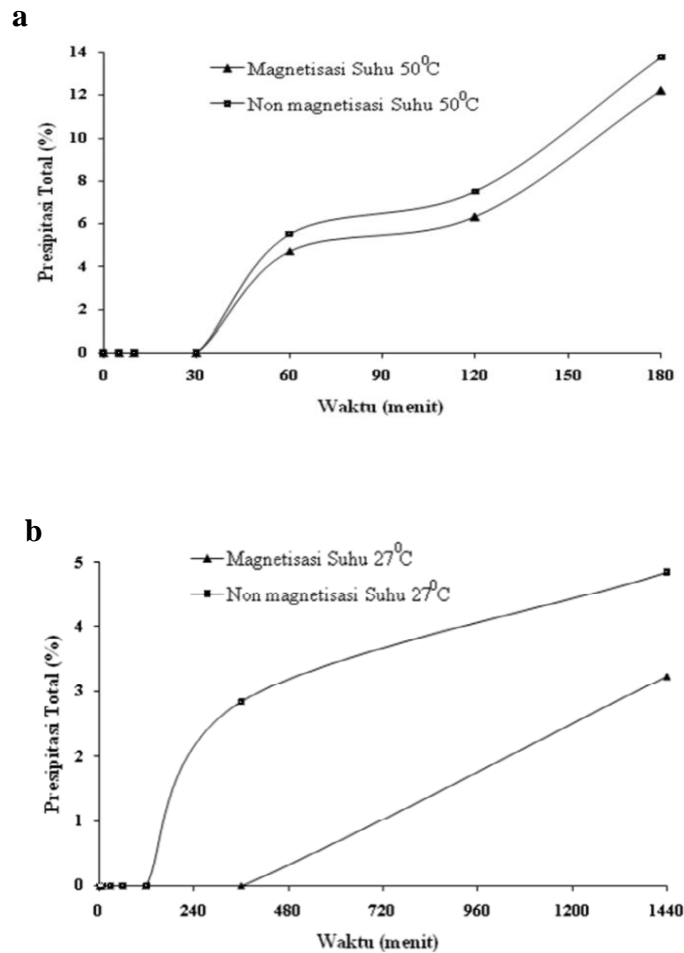 a
Presipitasi Total (%)
14
12
10
8
6
4
2
0
Magnetisasi Suhu 50⁰C
Non magnetisasi Suhu 50⁰C
0 30 60 90 120 150 180
Waktu (menit)
b
Presipitasi Total (%)
5
4
3
2
1
0
Magnetisasi Suhu 27⁰C
Non magnetisasi Suhu 27⁰C
0 240 480 720 960 1200 1440
Waktu (menit)